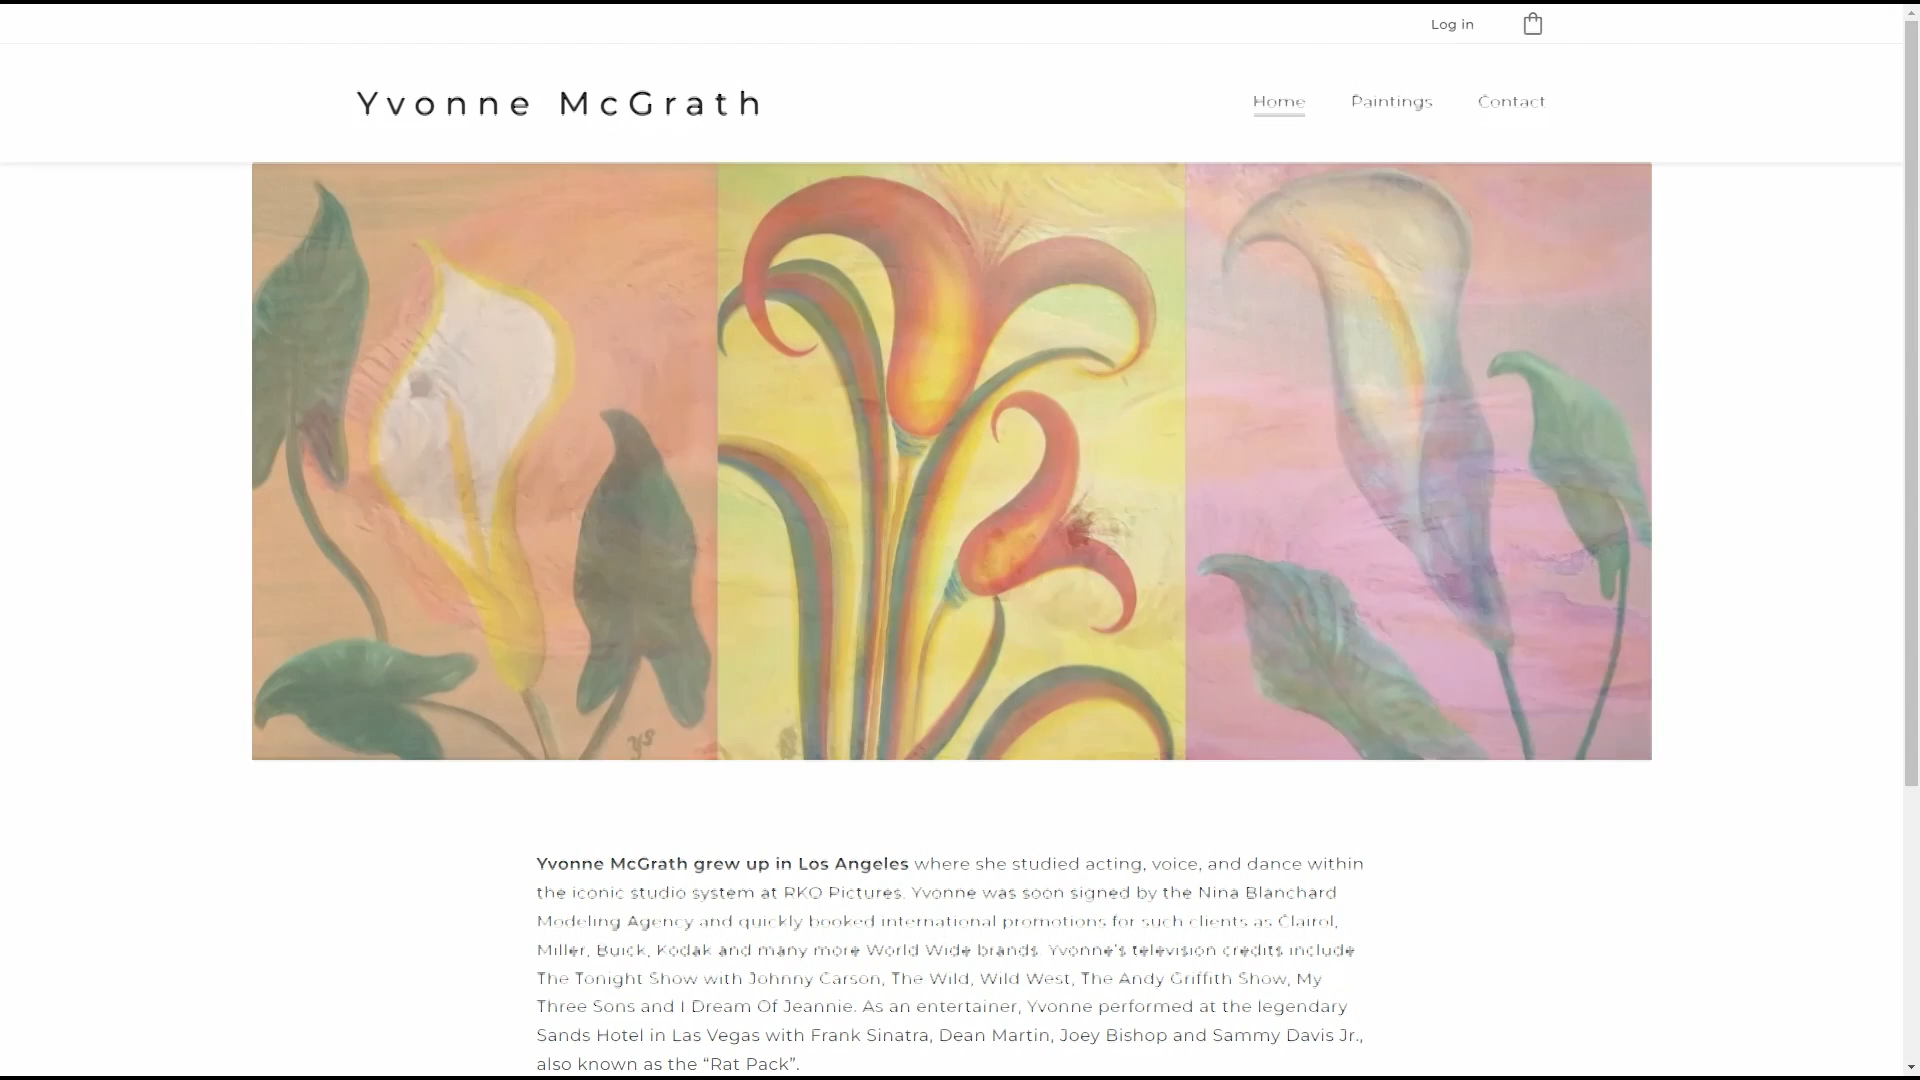 Log in
Yvonne McGrath
Home Paintings Contact
YS
Yvonne McGrath grew up in Los Angeles where she studied acting, voice, and dance within
the iconic studio system at RKO Pictures. Yvonne was soon signed by the Nina Blanchard
Modeling Agency and quickly booked international promotions for such clients as Clairol,
Miller, Buick, Kodak and many more World Wide brands. Yvonne's television credits include
The Tonight Show with Johnny Carson, The Wild, Wild West, The Andy Griffith Show, My
Three Sons and I Dream Of Jeannie. As an entertainer, Yvonne performed at the legendary
Sands Hotel in Las Vegas with Frank Sinatra, Dean Martin, Joey Bishop and Sammy Davis Jr.,
also known as the “Rat Pack”.